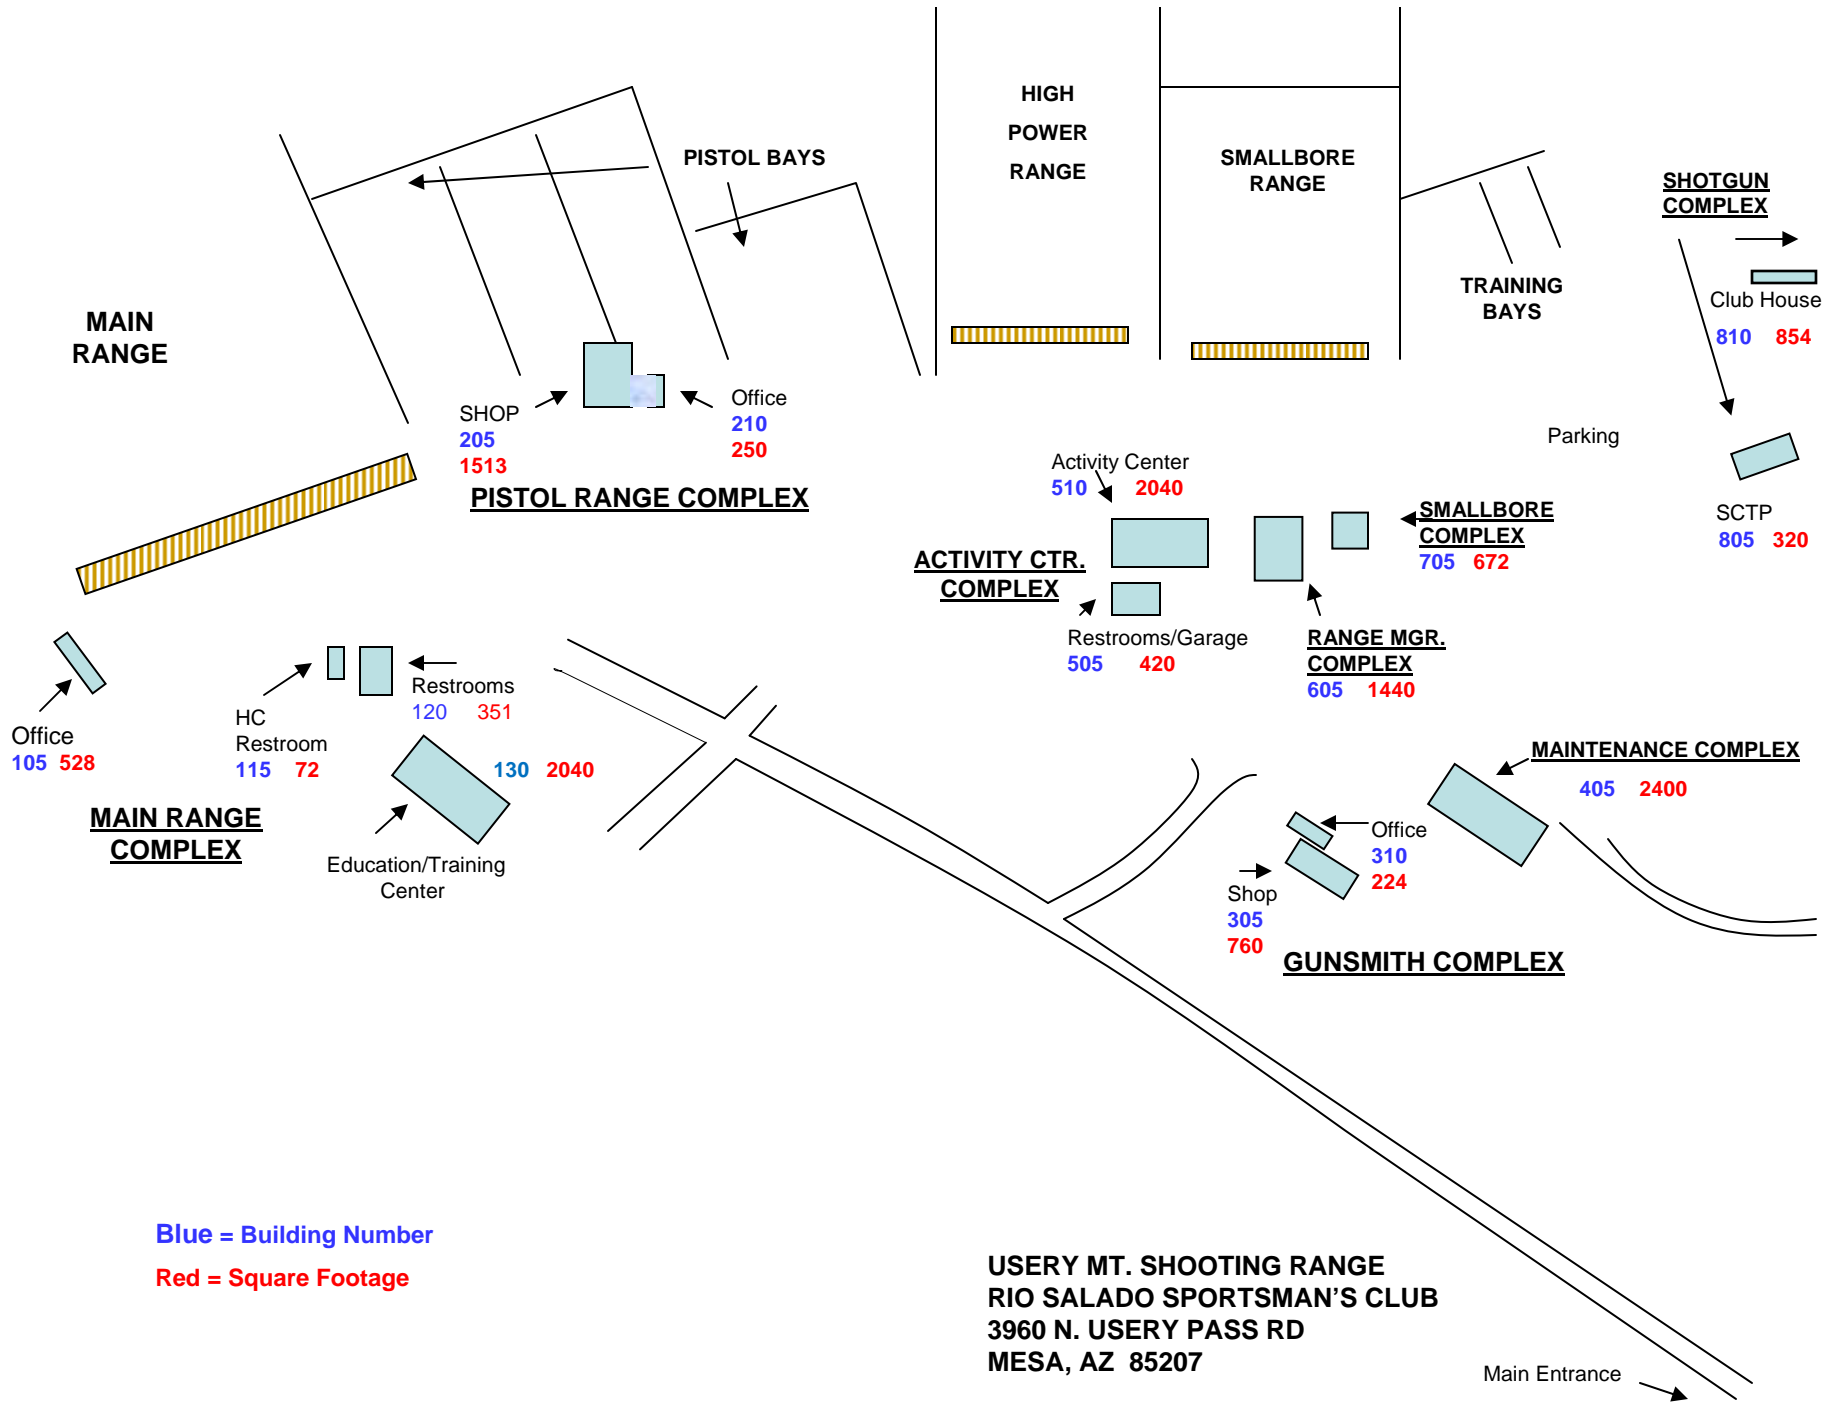 HIGH
POWER
RANGE
PISTOL BAYS
SMALLBORE
RANGE
SHOTGUN
COMPLEX
TRAINING
BAYS
Club House
810 854
MAIN
RANGE
SHOP
205
1513
Office
210
250
PISTOL RANGE COMPLEX
Parking
Activity Center
510 2040
SMALLBORE
COMPLEX
705 672
SCTP
805 320
ACTIVITY CTR.
COMPLEX
Restrooms/Garage
505 420
RANGE MGR.
COMPLEX
605 1440
Office
105 528
HC
Restroom
115 72
Restrooms
120 351
130 2040
MAIN RANGE
COMPLEX
Education/Training
Center
MAINTENANCE COMPLEX
405 2400
Office
310
224
Shop
305
760
GUNSMITH COMPLEX
Blue = Building Number
Red = Square Footage
USERY MT. SHOOTING RANGE
RIO SALADO SPORTSMAN’S CLUB
3960 N. USERY PASS RD
MESA, AZ 85207
Main Entrance